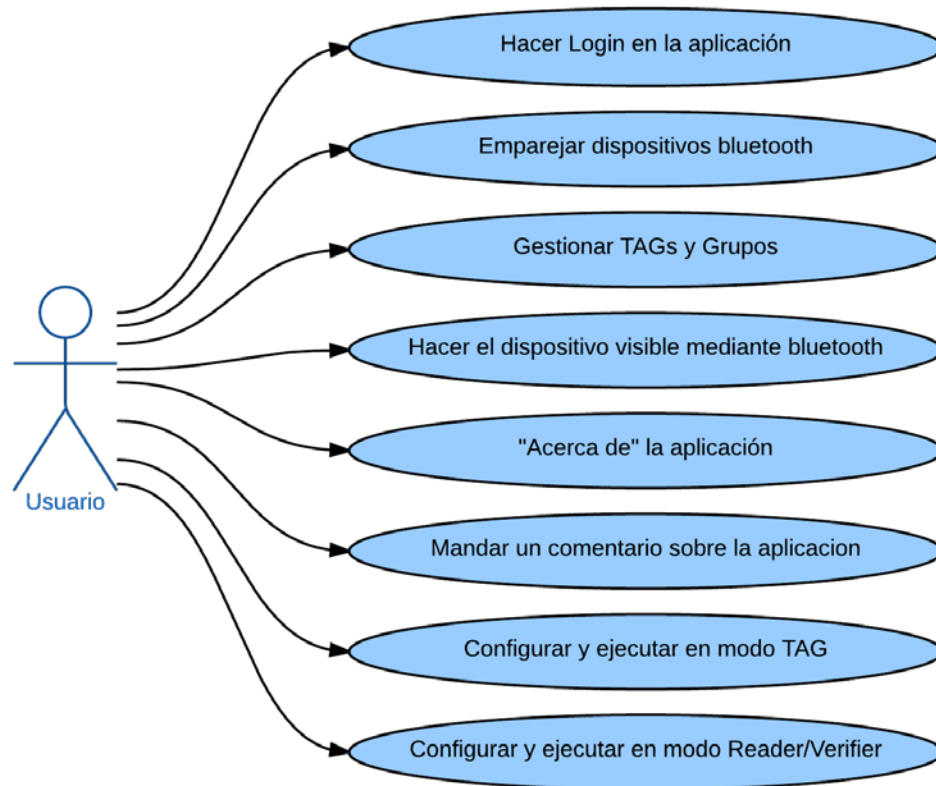 Hacer Login en la aplicación
Emparejar dispositivos bluetooth
Gestionar TAGs y Grupos
Hacer el dispositivo visible mediante bluetooth
"Acerca de" la aplicación
Usuario
Mandar un comentario sobre la aplicacion
Configurar y ejecutar en modo TAG
Configurar y ejecutar en modo Reader/Verifier